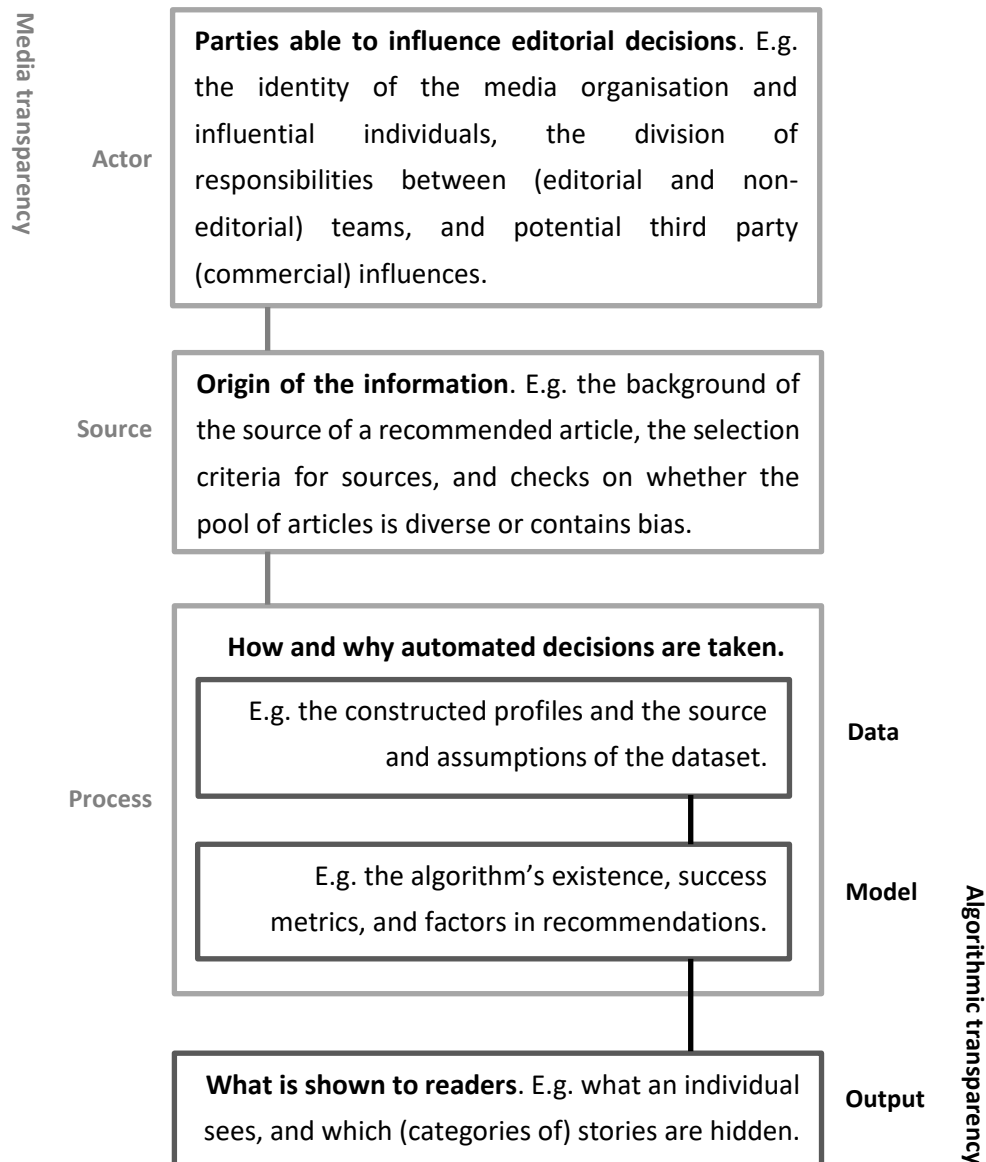 Media transparency
Actor
Parties able to influence editorial decisions. E.g.
the identity of the media organisation and
influential individuals, the division of
responsibilities between (editorial and non-
editorial) teams, and potential third party
(commercial) influences.
Source
Origin of the information. E.g. the background of
the source of a recommended article, the selection
criteria for sources, and checks on whether the
pool of articles is diverse or contains bias.
Process
How and why automated decisions are taken.
E.g. the constructed profiles and the source
and assumptions of the dataset.
Data
E.g. the algorithm’s existence, success
metrics, and factors in recommendations.
Model
Algorithmic transparency
What is shown to readers. E.g. what an individual
sees, and which (categories of) stories are hidden.
Output